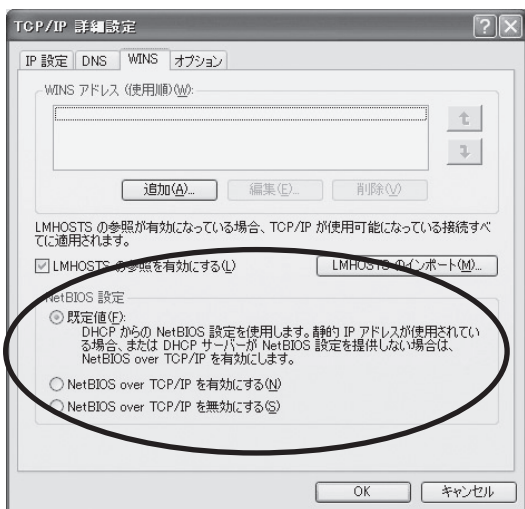 TCP/IP 詳細設定
IP 設定 DNS WINS オプション
WINS アドレス (使用順)(W):
追加(A)... 編集(E)... 削除(V)
LMHOSTS の参照が有効になっている場合、TCP/IP が使用可能になっている接続すべ
てに適用されます。
LMHOSTS の参照を有効にする(L) LMHOSTS のインポート(M)...
NetBIOS 設定
既定値(F):
DHCP からの NetBIOS 設定を使用します。静的 IP アドレスが使用されてい
る場合、または DHCP サーバーが NetBIOS 設定を提供しない場合は、
NetBIOS over TCP/IP を有効にします。
NetBIOS over TCP/IP を有効にする(N)
NetBIOS over TCP/IP を無効にする(S)
OK キャンセル